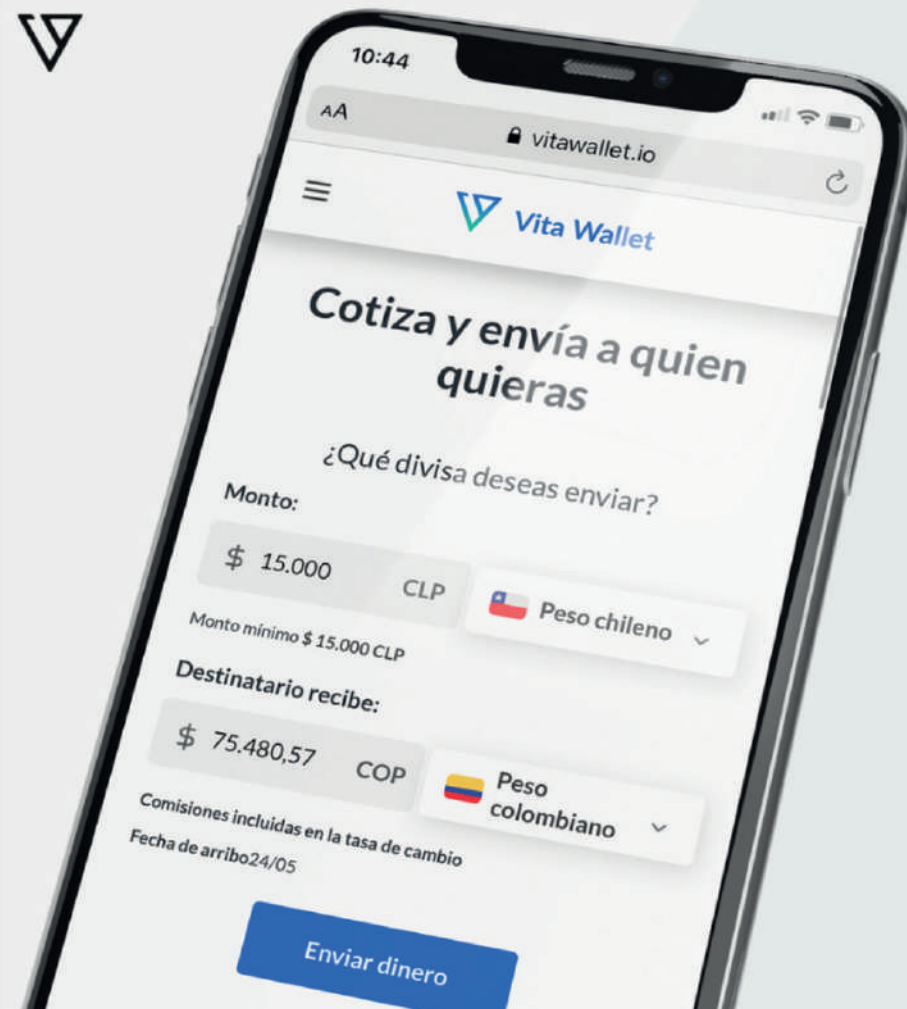 10:44
AA
vitawallet.io
Vita Wallet
Cotiza y envía a quien
quieras
¿Qué divisa deseas enviar?
Monto:
$ 15.000 CLP Peso chileno
Monto mínimo $ 15.000 CLP
Destinatario recibe:
$ 75.480,57 COP Peso
colombiano
Comisiones incluidas en la tasa de cambio
Fecha de arribo24/05
Enviar dinero